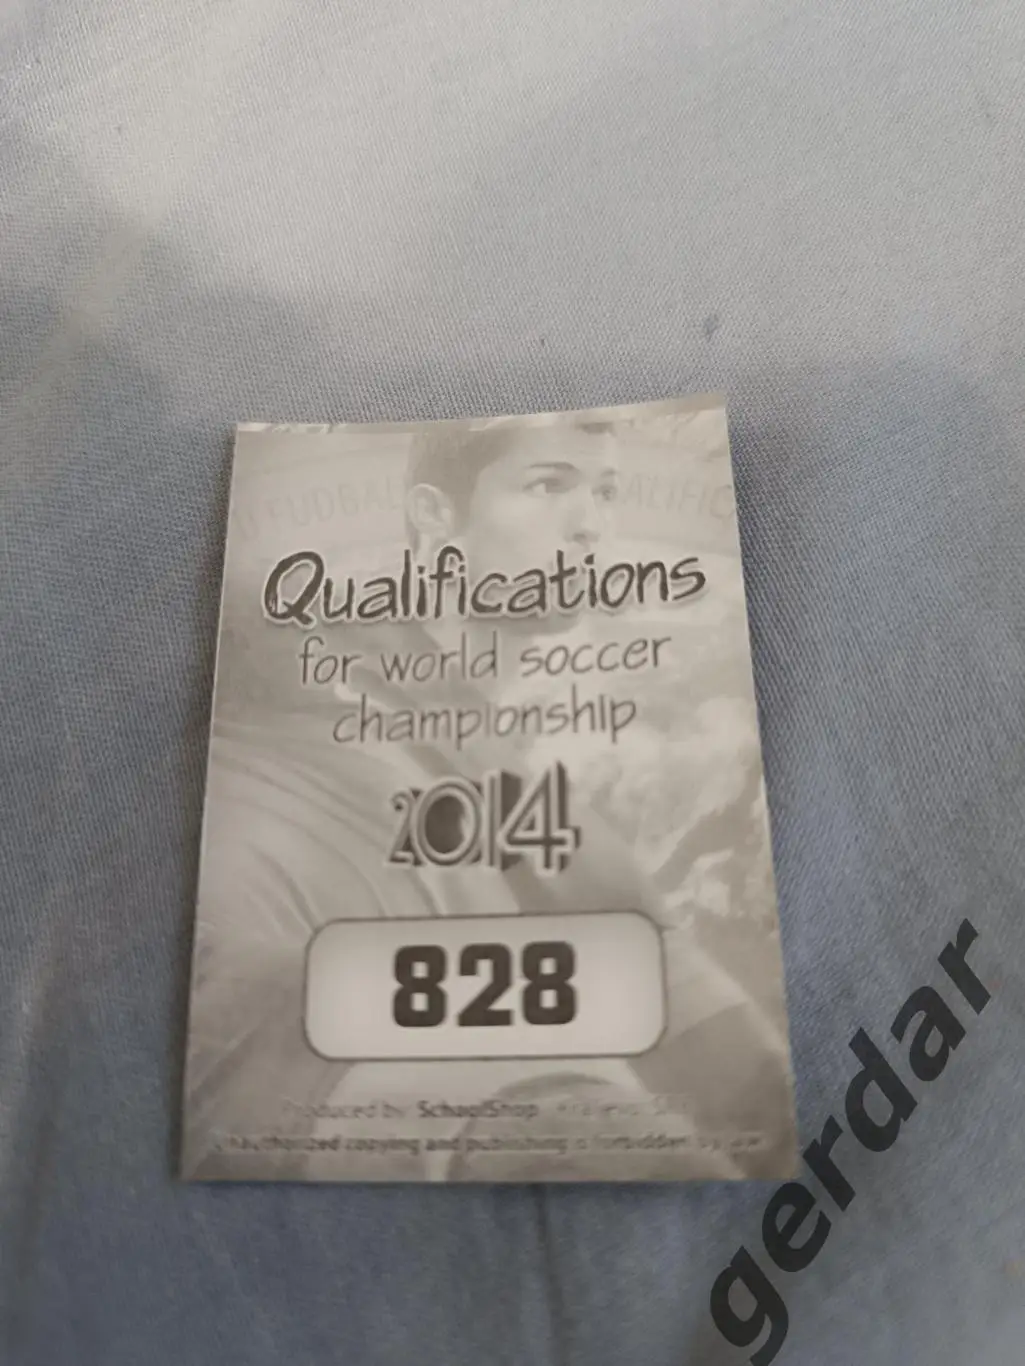 U FUDBAL
ALIFIC
Qualifications
for world soccer
championship
2014
828
Produced by SchoolShop
Unauthorized copying and publishing is forbidden by
gerdar